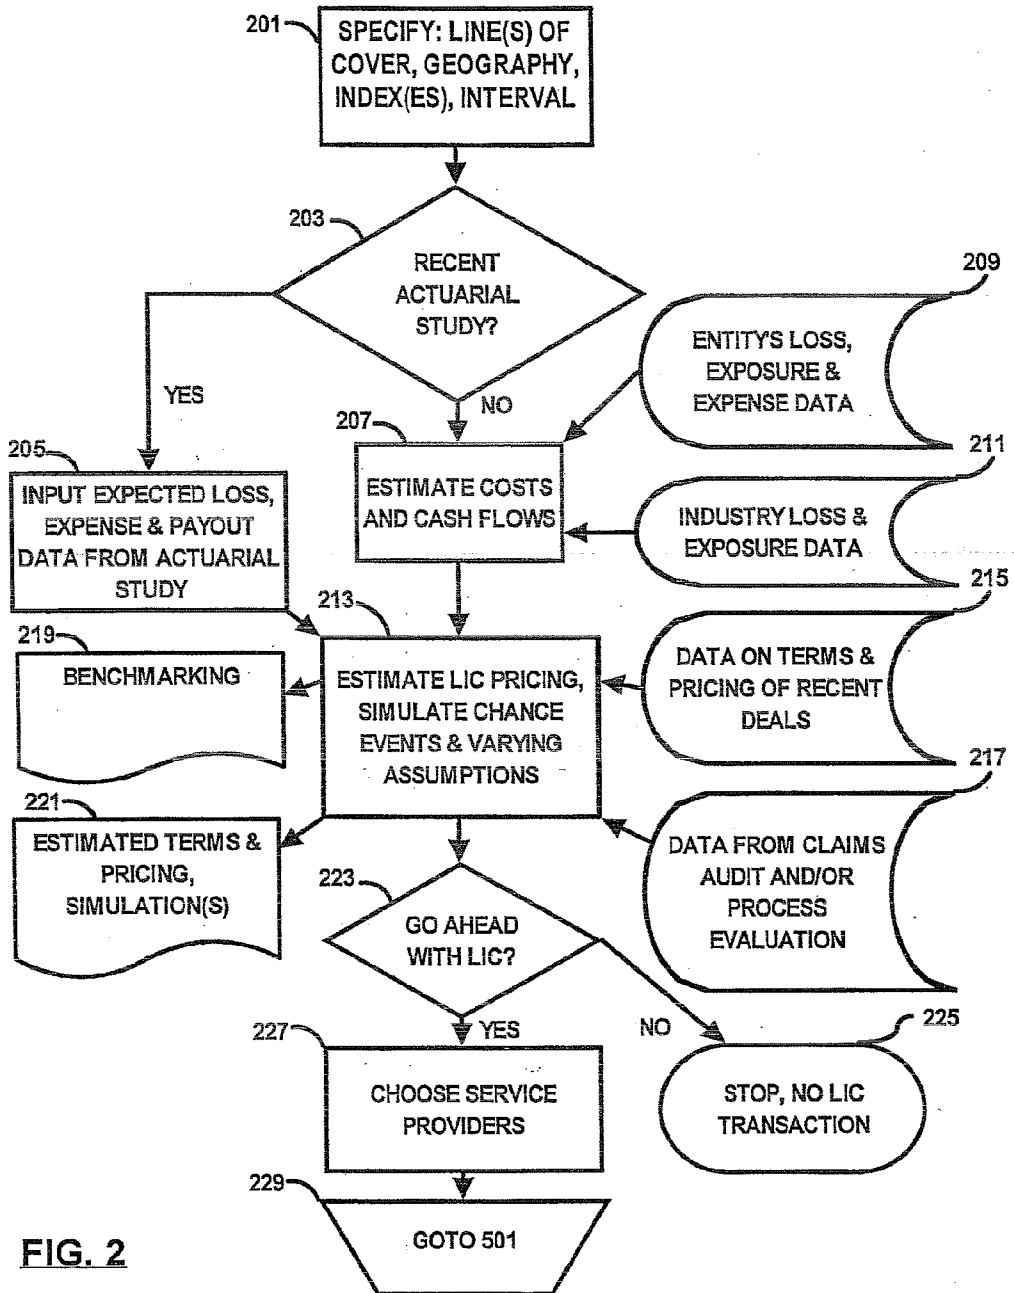 201
SPECIFY: LINE(S) OF
COVER, GEOGRAPHY,
INDEX(ES), INTERVAL
203
RECENT
ACTUARIAL
STUDY?
YES
NO
209
ENTITY'S LOSS,
EXPOSURE &
EXPENSE DATA
205
INPUT EXPECTED LOSS,
EXPENSE & PAYOUT
DATA FROM ACTUARIAL
STUDY
207
ESTIMATE COSTS
AND CASH FLOWS
211
INDUSTRY LOSS &
EXPOSURE DATA
213
ESTIMATE LIC PRICING,
SIMULATE CHANCE
EVENTS & VARYING
ASSUMPTIONS
215
DATA ON TERMS &
PRICING OF RECENT
DEALS
219
BENCHMARKING
217
DATA FROM CLAIMS
AUDIT AND/OR
PROCESS
EVALUATION
221
ESTIMATED TERMS &
PRICING,
SIMULATION(S)
223
GO AHEAD
WITH LIC?
YES
NO
225
STOP, NO LIC
TRANSACTION
227
CHOOSE SERVICE
PROVIDERS
229
GOTO 501
FIG. 2